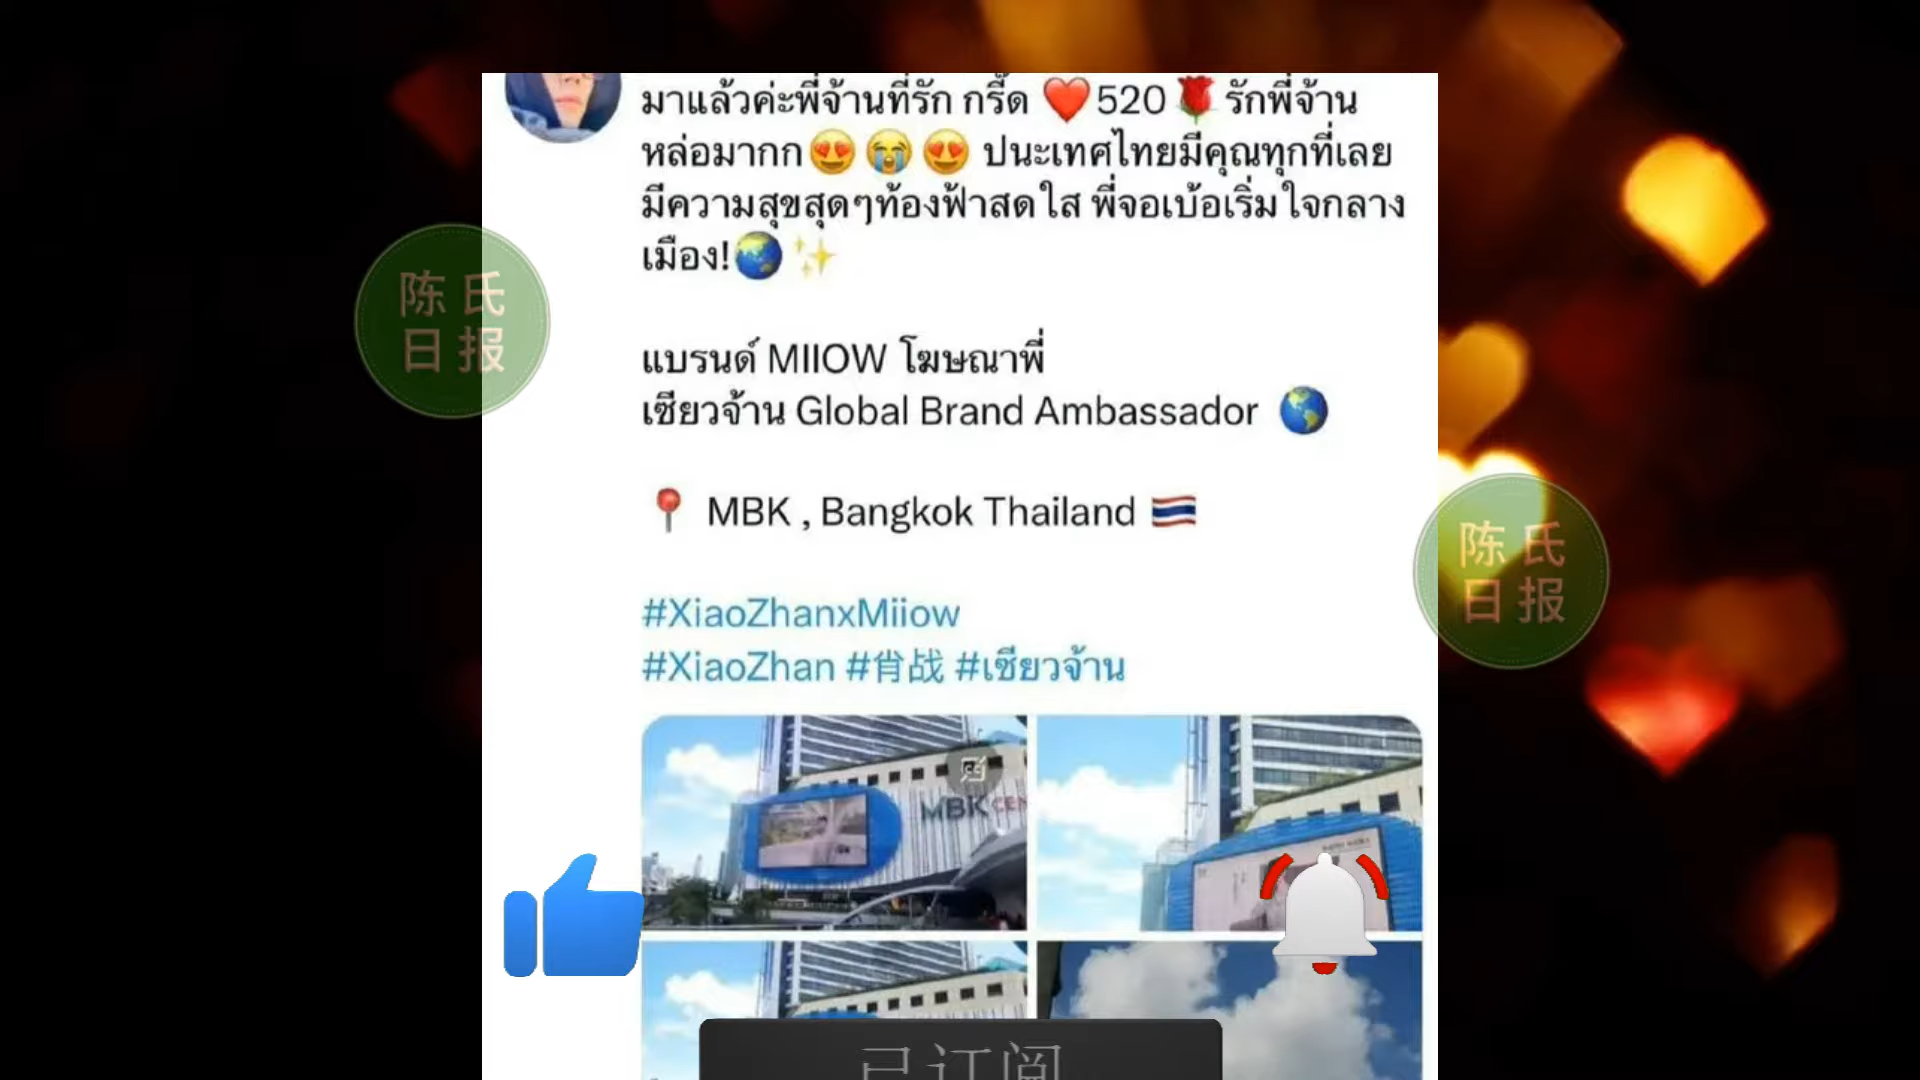 มาแล้วค่ะพี่จ้านที่รัก กรี๊ด ❤️520🌹 รักพี่จ้าน
หล่อมากก😍😭😍 ปนะเทศไทยมีคุณทุกที่เลย
มีความสุขสุดๆท้องฟ้าสดใส พี่จอเบ้อเริ่มใจกลาง
เมือง!🌏✨
แบรนด์ MIIOW โฆษณาพี่
เซียวจ้าน Global Brand Ambassador 🌎
📍 MBK , Bangkok Thailand 🇹🇭
#XiaoZhanxMiiow
#XiaoZhan #肖战 #เซียวจ้าน
陈氏
日报
陈氏
日报
MBK CEN
已订阅